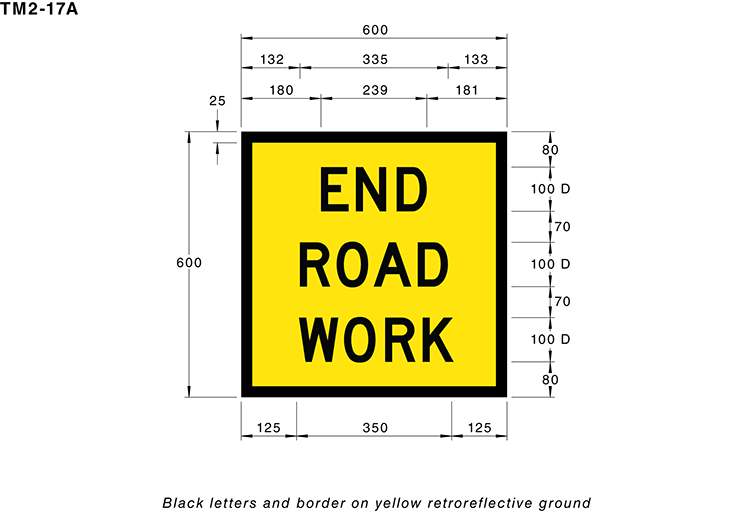 TM2-17A
600
132 335 133
180 239 181
25
80
END
100 D
70
600
ROAD
100 D
70
WORK
100 D
80
125 350 125
Black letters and border on yellow retroreflective ground